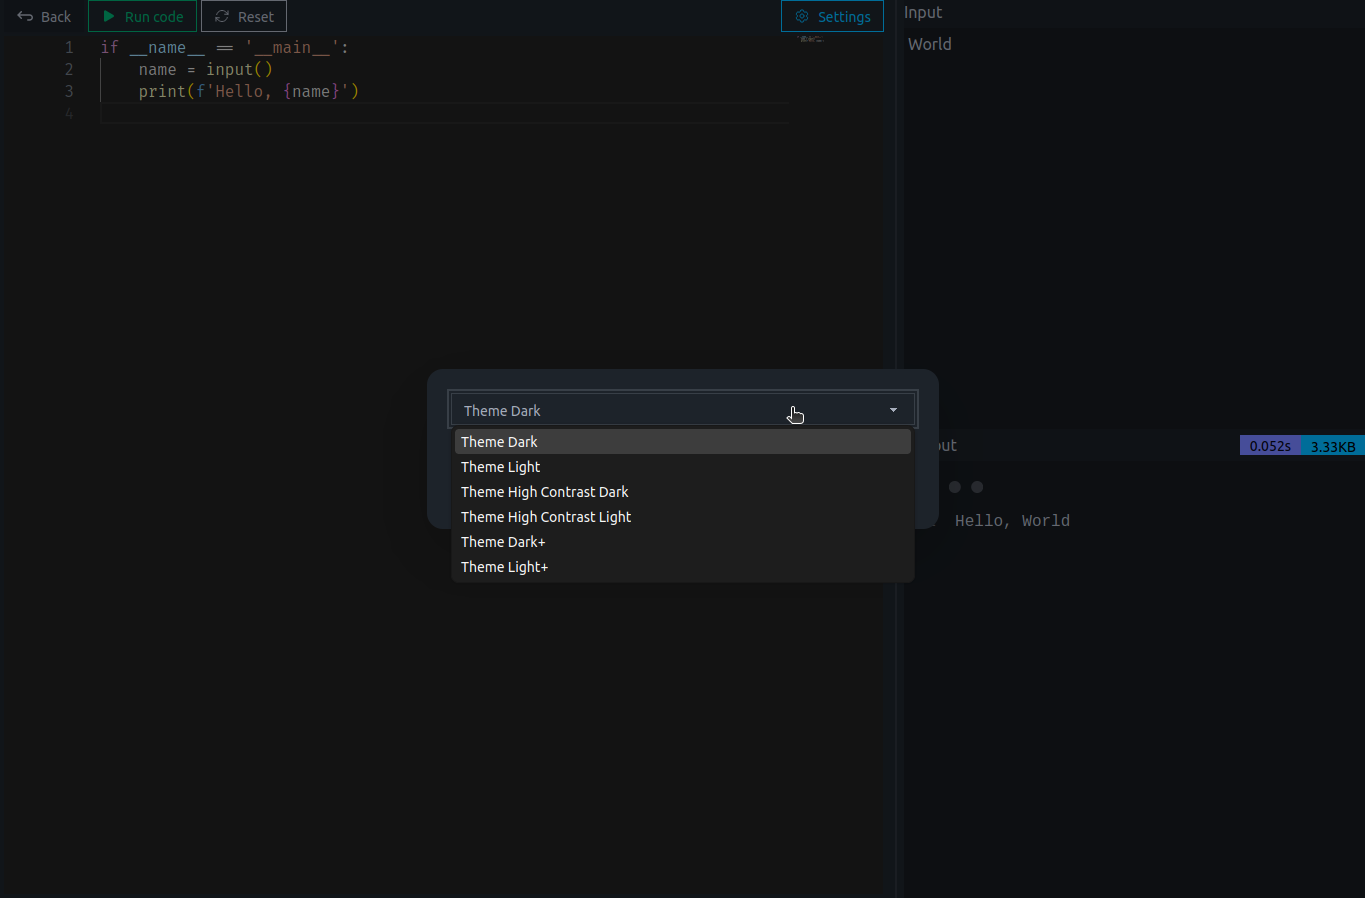 Back Run code Reset Settings
1 if __name__ == '__main__':
2 name = input()
3 print(f'Hello, {name}')
4
Input
World
Theme Dark
Theme Dark
Theme Light
Theme High Contrast Dark
Theme High Contrast Light
Theme Dark+
Theme Light+
ut 0.052s 3.33KB
Hello, World